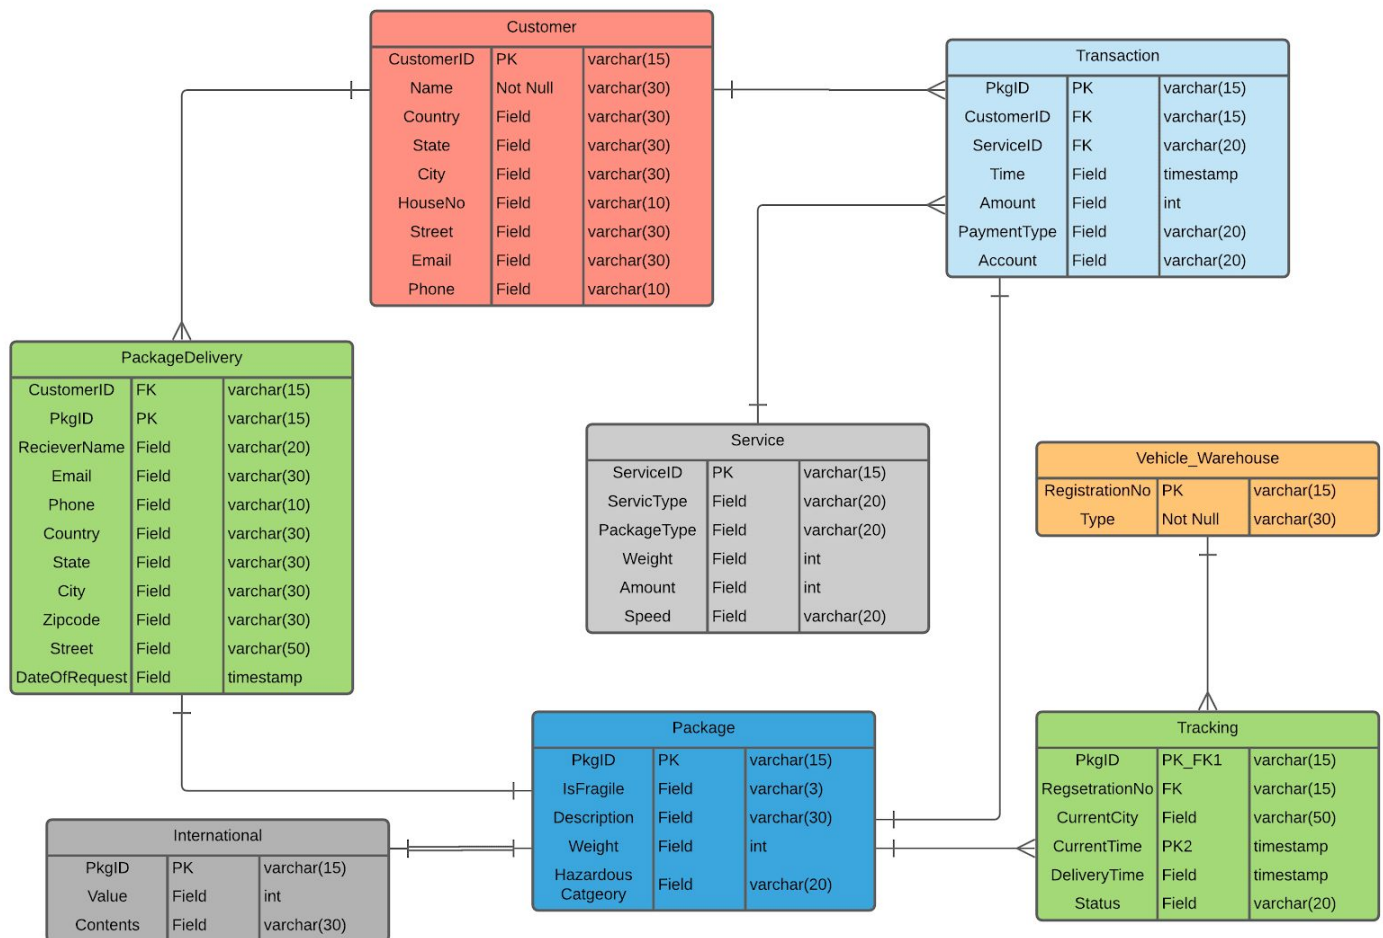 Customer
CustomerID PK varchar(15)
Name Not Null varchar(30)
Country Field varchar(30)
State Field varchar(30)
City Field varchar(30)
HouseNo Field varchar(10)
Street Field varchar(30)
Email Field varchar(30)
Phone Field varchar(10)
Transaction
PkgID PK varchar(15)
CustomerID FK varchar(15)
ServiceID FK varchar(20)
Time Field timestamp
Amount Field int
PaymentType Field varchar(20)
Account Field varchar(20)
PackageDelivery
CustomerID FK varchar(15)
PkgID PK varchar(15)
RecieverName Field varchar(20)
Email Field varchar(30)
Phone Field varchar(10)
Country Field varchar(30)
State Field varchar(30)
City Field varchar(30)
Zipcode Field varchar(30)
Street Field varchar(50)
DateOfRequest Field timestamp
Service
ServiceID PK varchar(15)
ServicType Field varchar(20)
PackageType Field varchar(20)
Weight Field int
Amount Field int
Speed Field varchar(20)
Vehicle_Warehouse
RegistrationNo PK varchar(15)
Type Not Null varchar(30)
Package
PkgID PK varchar(15)
IsFragile Field varchar(3)
Description Field varchar(30)
Weight Field int
Hazardous
Catgeory Field varchar(20)
Tracking
PkgID PK_FK1 varchar(15)
RegsetrationNo FK varchar(15)
CurrentCity Field varchar(50)
CurrentTime PK2 timestamp
DeliveryTime Field timestamp
Status Field varchar(20)
International
PkgID PK varchar(15)
Value Field int
Contents Field varchar(30)